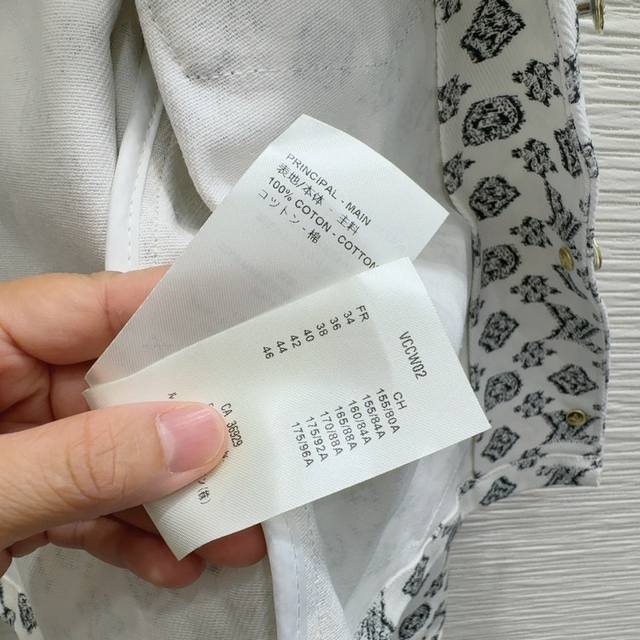 PRINCIPAL - MAIN
表地/本体 - 主料
100% COTON - COTTON
コットン - 棉
VCCW02
FR CH
34 155/80A
36 155/84A
38 160/84A
40 165/88A
42 170/88A
44 175/92A
46 175/96A
CA 36929
(株)